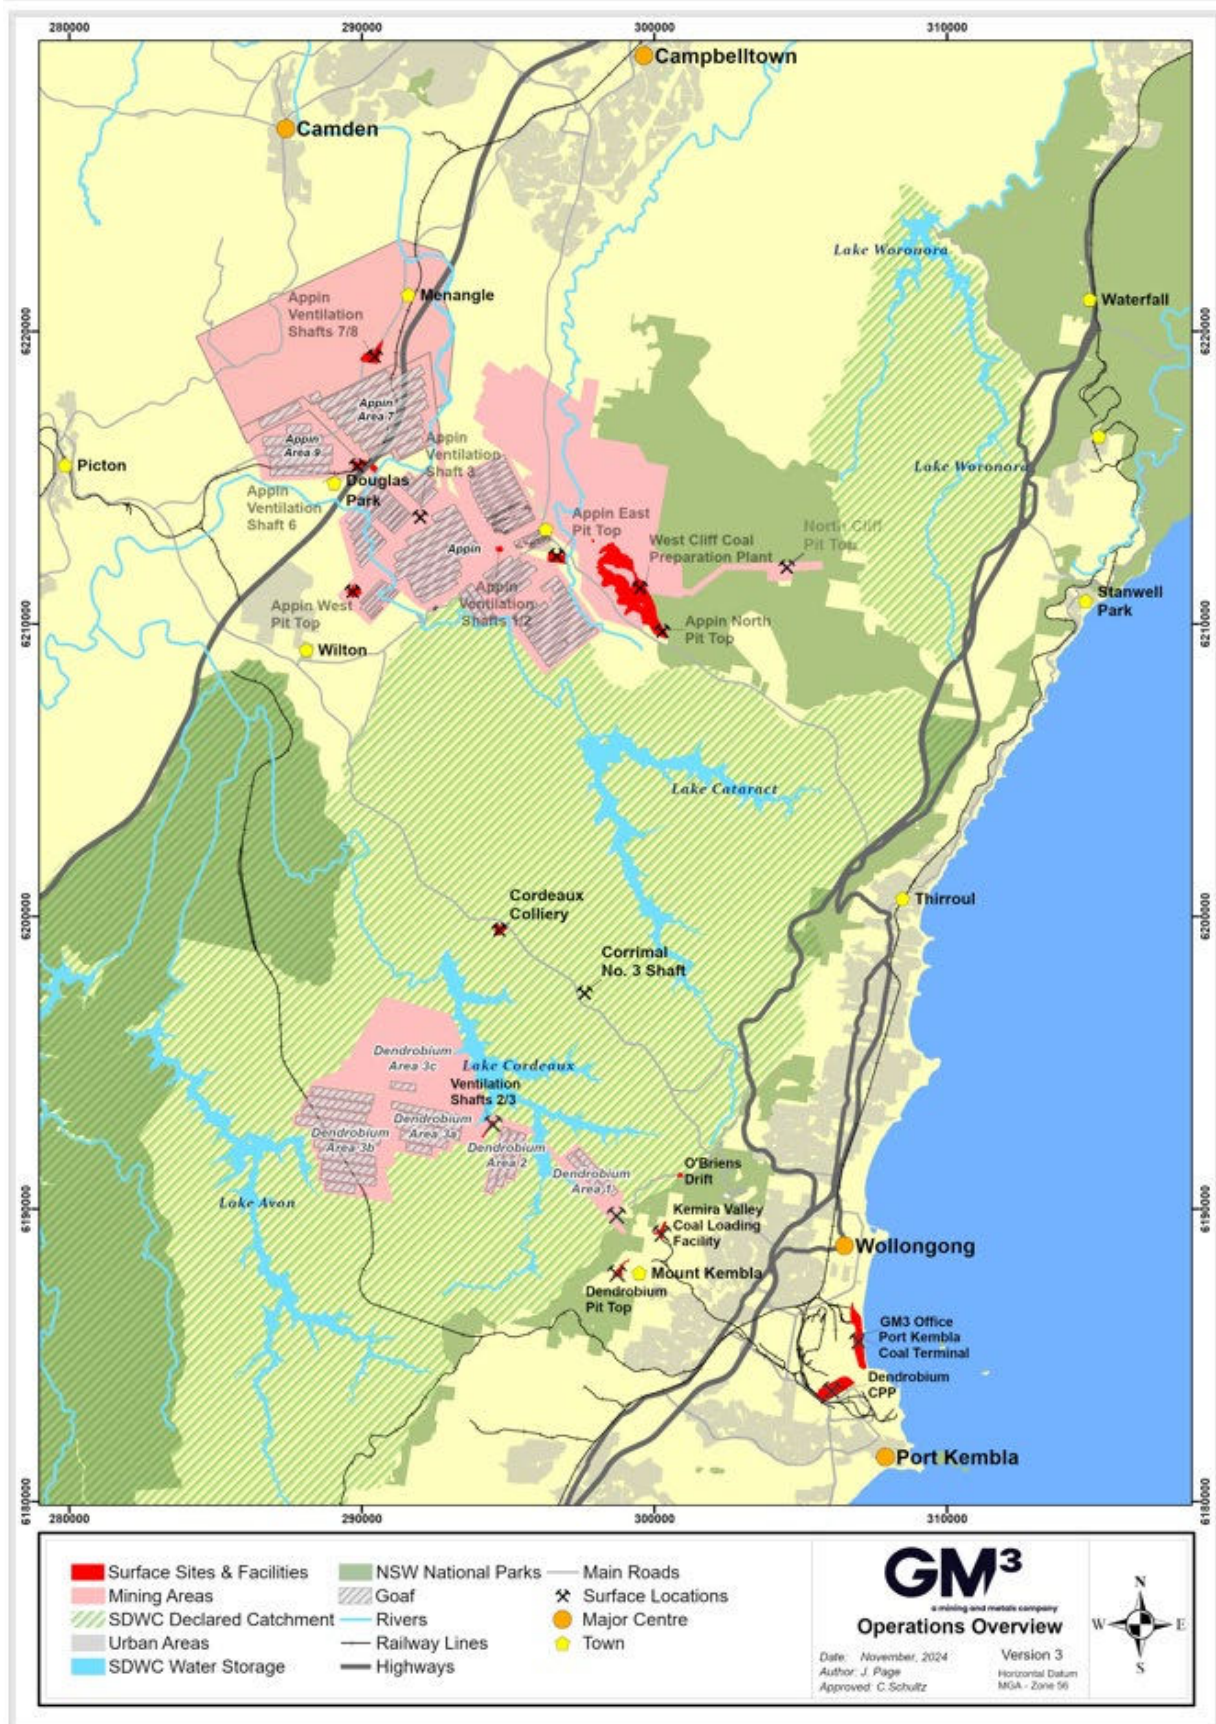 280000
290000
300000
310000
Campbelltown
Camden
Lake Woronora
Menangle
Waterfall
Appin
Ventilation
Shafts 7/8
6220000
6220000
Appin
Area 7
Appin
Area 9
Appin
Ventilation
Shaft 3
Picton
Lake Woronora
Douglas
Park
Appin
Ventilation
Shaft 6
Appin East
Pit Top
North Cliff
Pit Top
West Cliff Coal
Preparation Plant
Appin
Appin
Ventilation
Shafts 1/2
Stanwell
Park
Appin West
Pit Top
6210000
6210000
Appin North
Pit Top
Wilton
Lake Cataract
Cordeaux
Colliery
Thirroul
6200000
6200000
Corrimal
No. 3 Shaft
Dendrobium
Area 3c
Lake Cordeaux
Ventilation
Shafts 2/3
Dendrobium
Area 3a
Dendrobium
Area 3b
Dendrobium
Area 2
Dendrobium
Area 1
O'Briens
Drift
Lake Avon
6190000
6190000
Kemira Valley
Coal Loading
Facility
Wollongong
Mount Kembla
Dendrobium
Pit Top
GM3 Office
Port Kembla
Coal Terminal
Dendrobium
CPP
Port Kembla
6180000
6180000
280000
290000
300000
310000
Surface Sites & Facilities
Mining Areas
SDWC Declared Catchment
Urban Areas
SDWC Water Storage
NSW National Parks
Goaf
Rivers
Railway Lines
Highways
Main Roads
Surface Locations
Major Centre
Town
GM³
a mining and metals company
Operations Overview
Date: November, 2024
Author: J. Page
Approved: C.Schultz
Version 3
Horizontal Datum
MGA - Zone 56
N
W
E
S